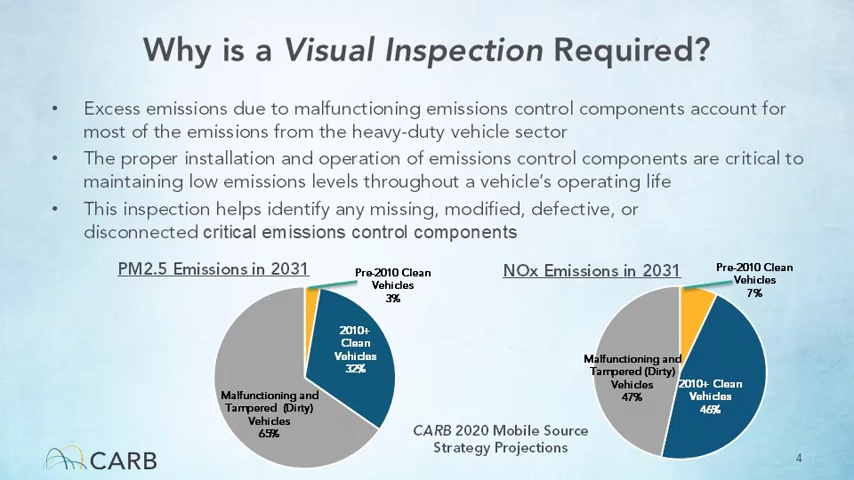 Why is a Visual Inspection Required?
• Excess emissions due to malfunctioning emissions control components account for
most of the emissions from the heavy-duty vehicle sector
• The proper installation and operation of emissions control components are critical to
maintaining low emissions levels throughout a vehicle's operating life
• This inspection helps identify any missing, modified, defective, or
disconnected critical emissions control components
PM2.5 Emissions in 2031
Pre-2010 Clean
Vehicles
3%
2010+
Clean
Vehicles
32%
Malfunctioning and
Tampered (Dirty)
Vehicles
65%
NOx Emissions in 2031
Pre-2010 Clean
Vehicles
7%
Malfunctioning and
Tampered (Dirty)
Vehicles
47%
2010+ Clean
Vehicles
46%
CARB 2020 Mobile Source
Strategy Projections
CARB
4